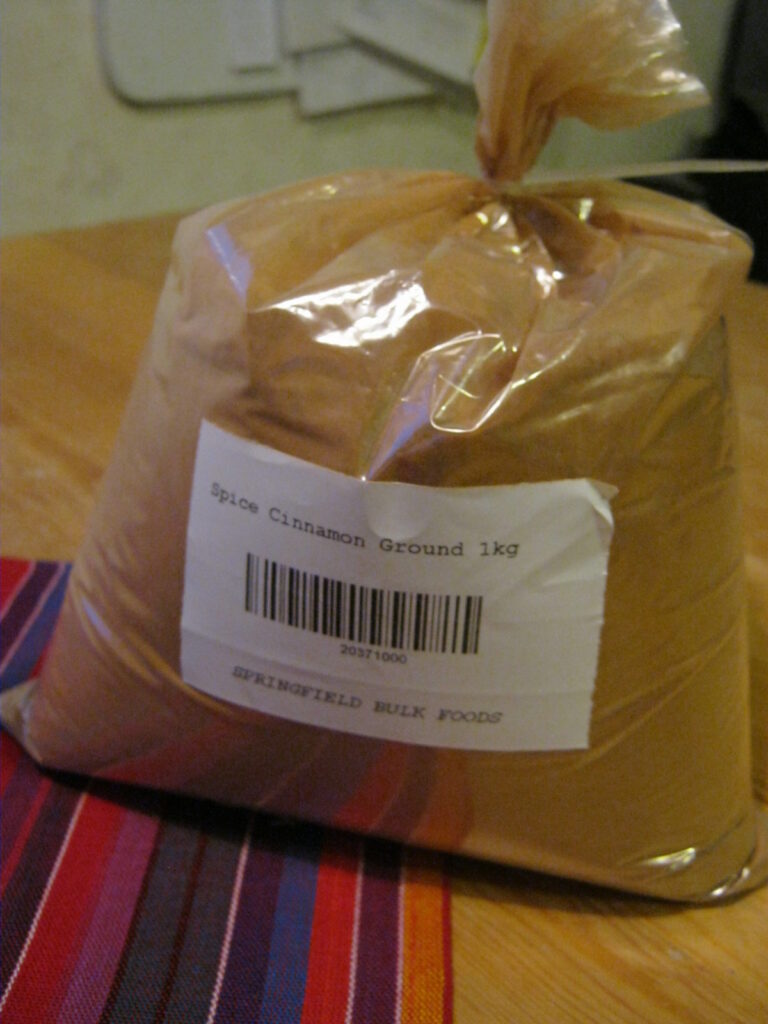 Spice Cinnamon Ground 1kg
20371000
SPRINGFIELD BULK FOODS